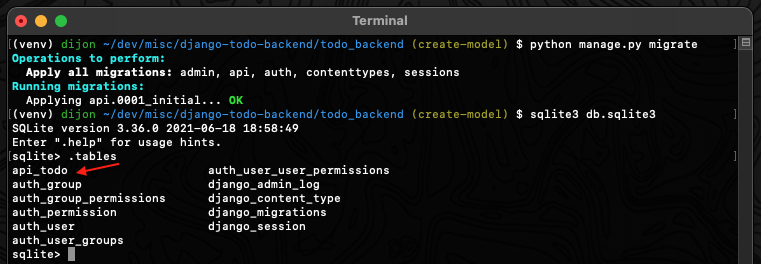 Terminal
[(venv) dijon ~/dev/misc/django-todo-backend/todo_backend (create-model) $ python manage.py migrate ]
Operations to perform:
Apply all migrations: admin, api, auth, contenttypes, sessions
Running migrations:
Applying api.0001_initial... OK
[(venv) dijon ~/dev/misc/django-todo-backend/todo_backend (create-model) $ sqlite3 db.sqlite3 ]
SQLite version 3.36.0 2021-06-18 18:58:49
Enter ".help" for usage hints.
[sqlite> .tables ]
api_todo auth_user_user_permissions
auth_group django_admin_log
auth_group_permissions django_content_type
auth_permission django_migrations
auth_user django_session
auth_user_groups
sqlite>